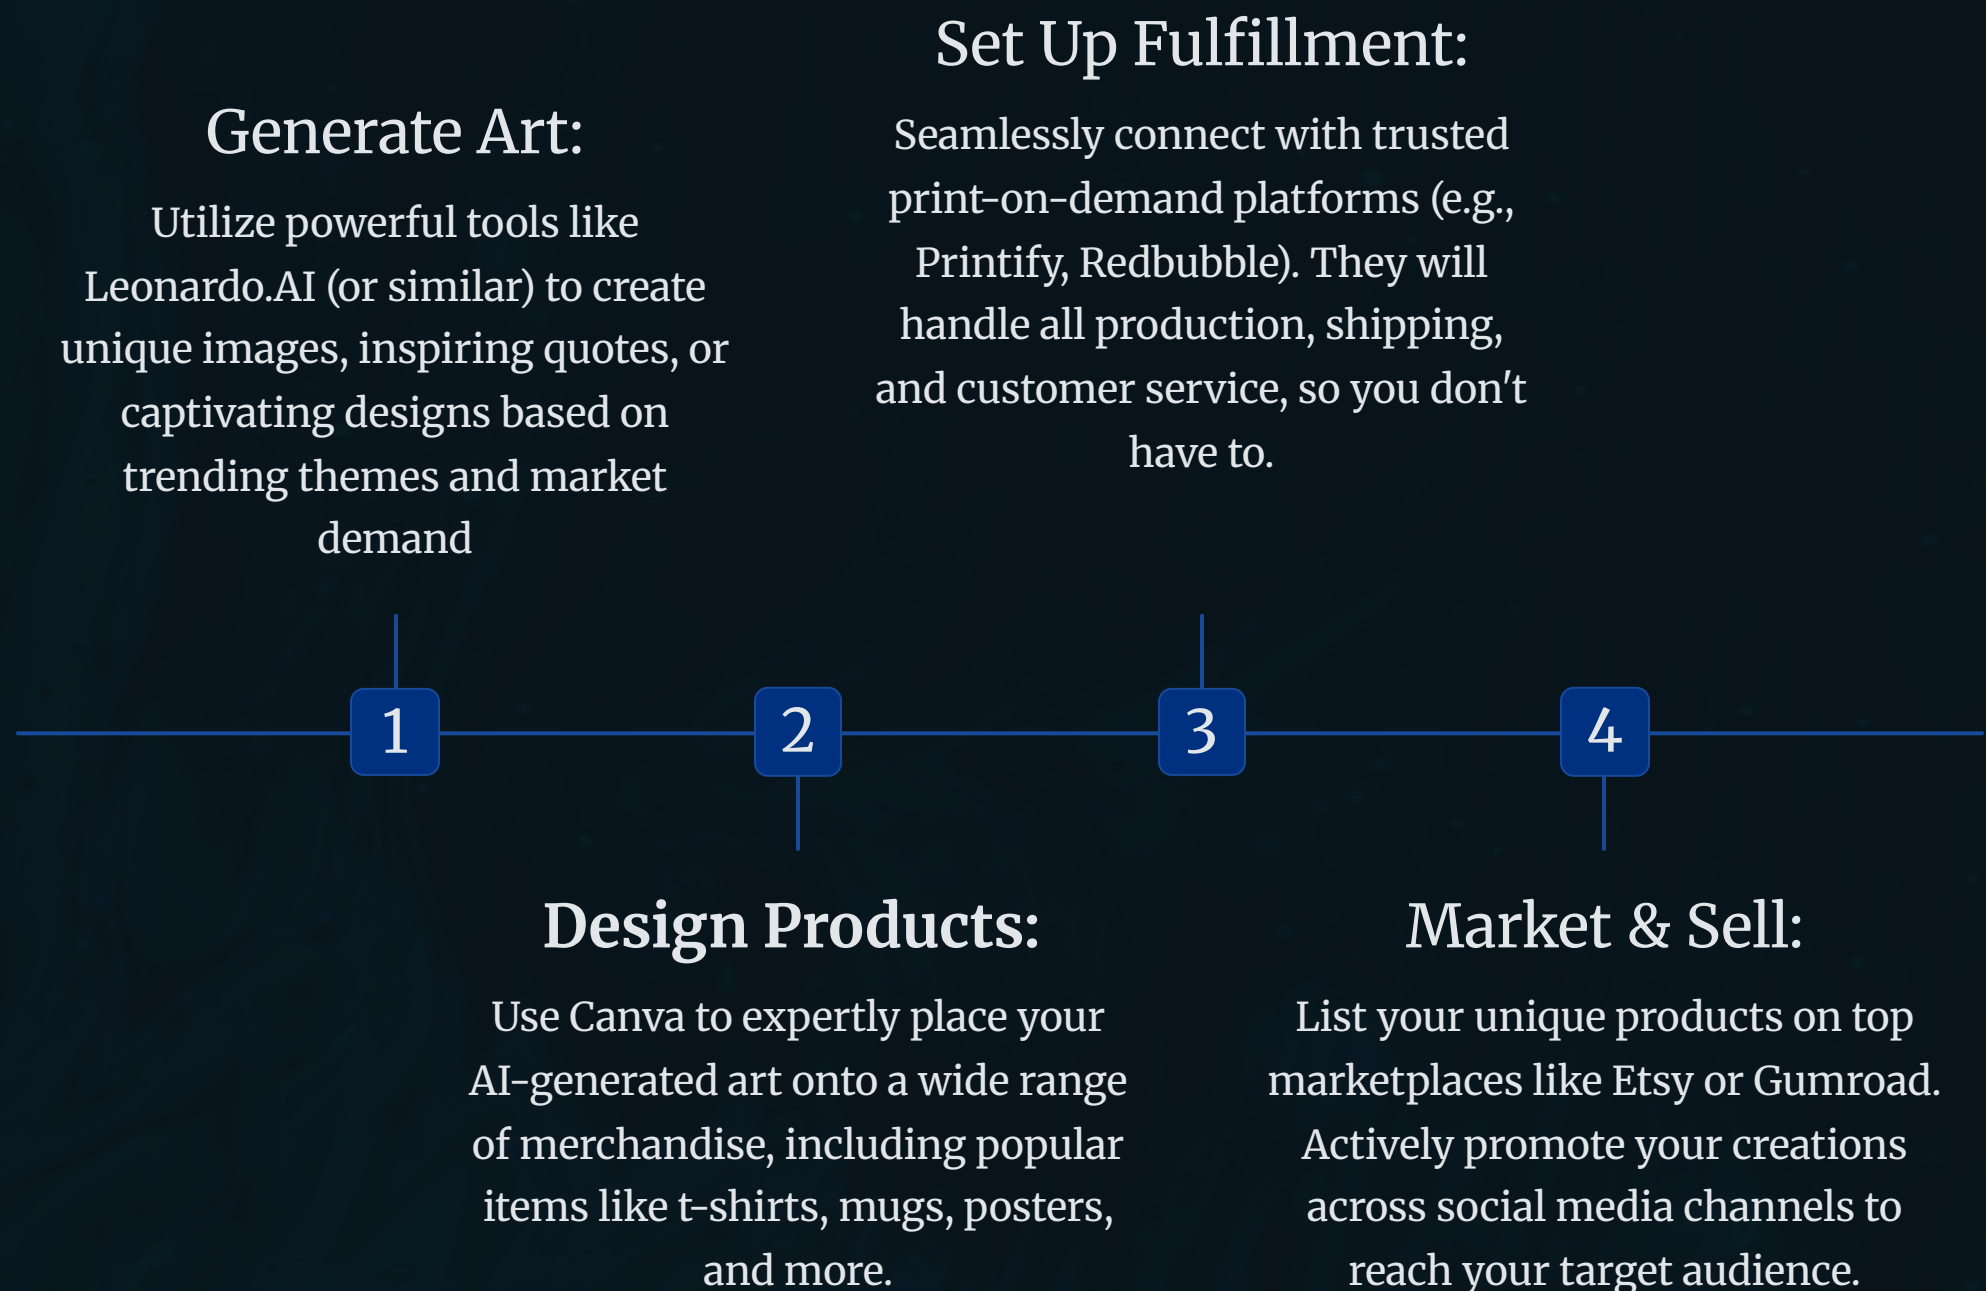 Generate Art:
Utilize powerful tools like
Leonardo.AI (or similar) to create
unique images, inspiring quotes, or
captivating designs based on
trending themes and market
demand
1
Design Products:
Use Canva to expertly place your
AI-generated art onto a wide range
of merchandise, including popular
items like t-shirts, mugs, posters,
and more.
2
Set Up Fulfillment:
Seamlessly connect with trusted
print-on-demand platforms (e.g.,
Printify, Redbubble). They will
handle all production, shipping,
and customer service, so you don't
have to.
3
Market & Sell:
List your unique products on top
marketplaces like Etsy or Gumroad.
Actively promote your creations
across social media channels to
reach your target audience.
4